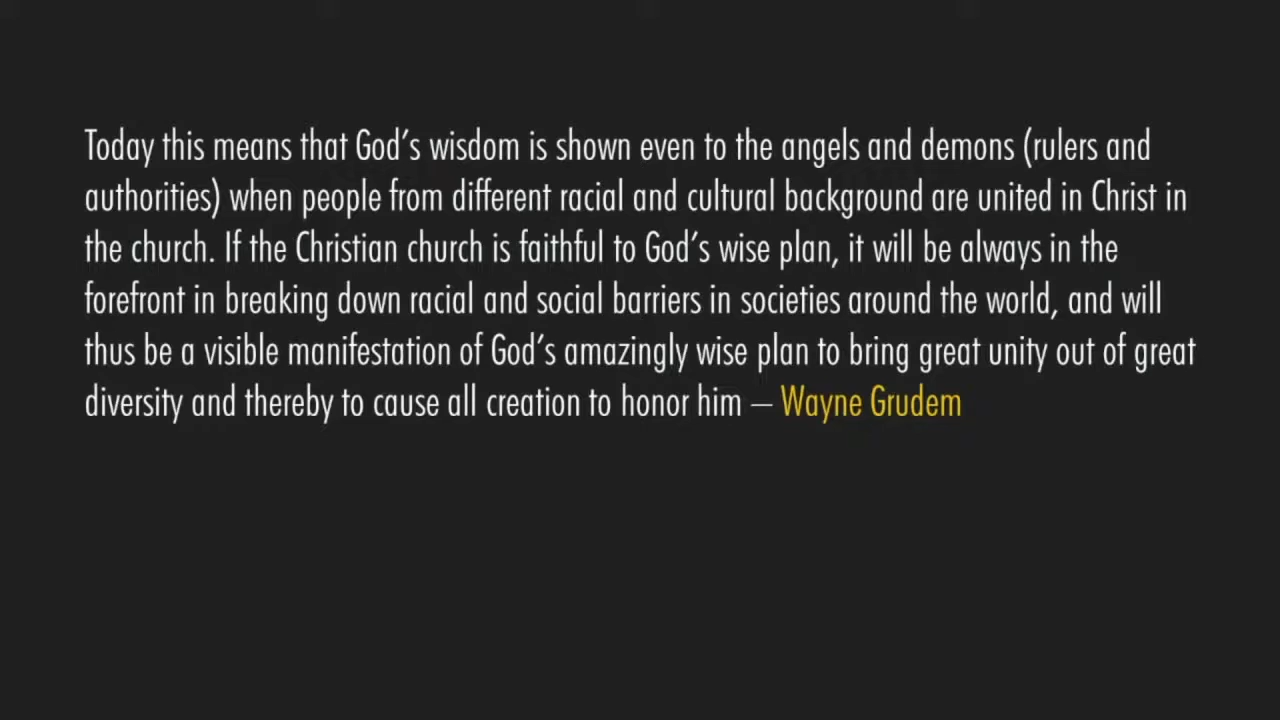 Today this means that God's wisdom is shown even to the angels and demons (rulers and
authorities) when people from different racial and cultural background are united in Christ in
the church. If the Christian church is faithful to God's wise plan, it will be always in the
forefront in breaking down racial and social barriers in societies around the world, and will
thus be a visible manifestation of God's amazingly wise plan to bring great unity out of great
diversity and thereby to cause all creation to honor him – Wayne Grudem